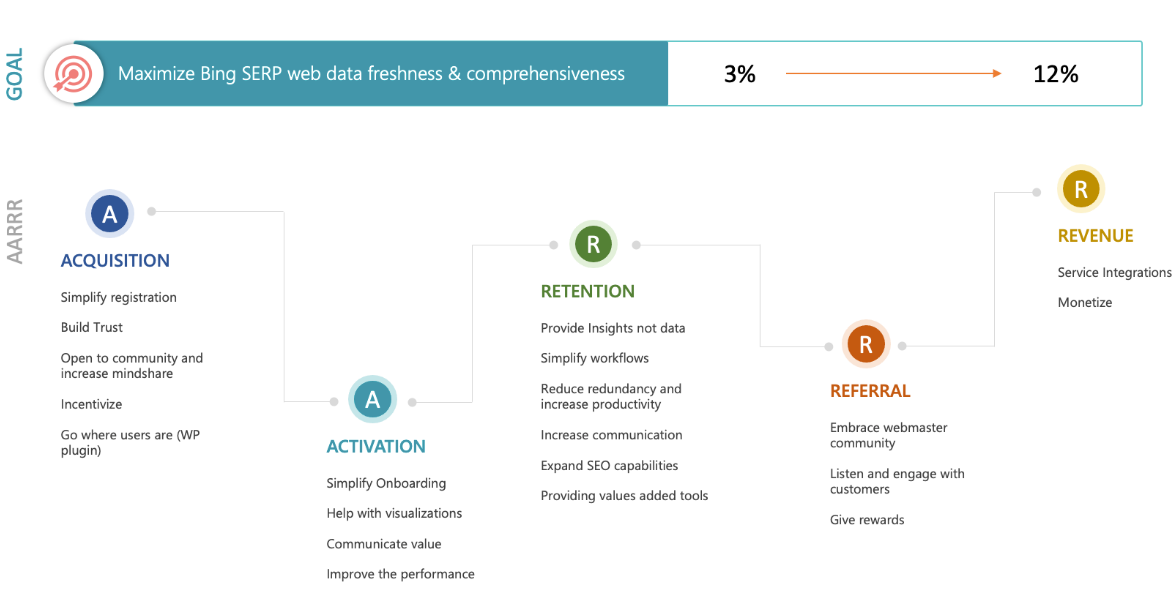 GOAL
Maximize Bing SERP web data freshness & comprehensiveness
3%
12%
AARRR
A
ACQUISITION
Simplify registration
Build Trust
Open to community and
increase mindshare
Incentivize
Go where users are (WP
plugin)
A
ACTIVATION
Simplify Onboarding
Help with visualizations
Communicate value
Improve the performance
R
RETENTION
Provide Insights not data
Simplify workflows
Reduce redundancy and
increase productivity
Increase communication
Expand SEO capabilities
Providing values added tools
R
REFERRAL
Embrace webmaster
community
Listen and engage with
customers
Give rewards
R
REVENUE
Service Integrations
Monetize